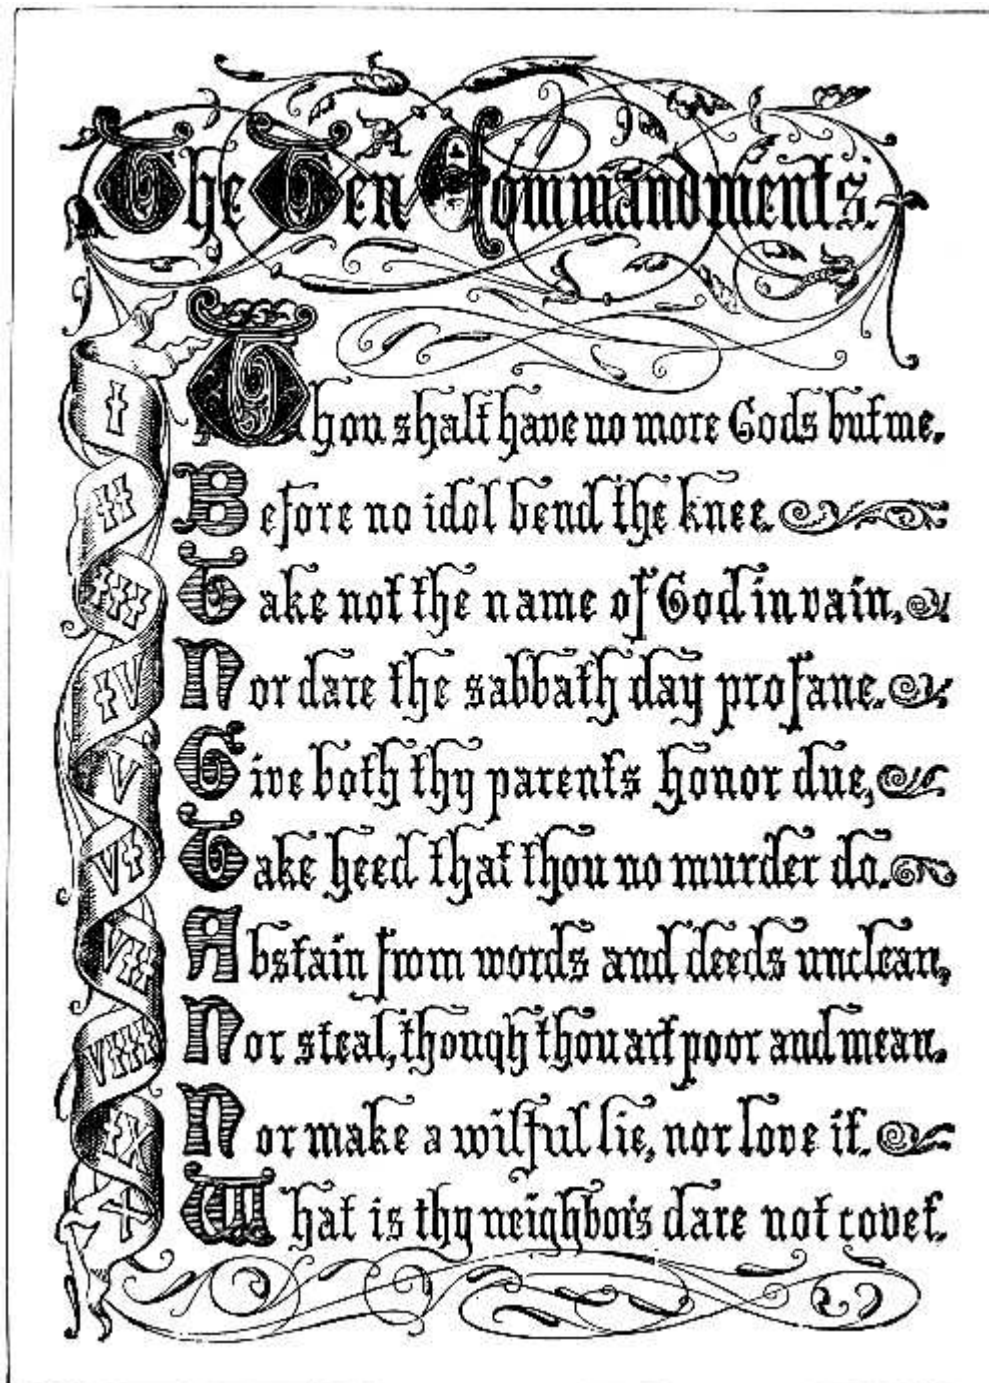 The Ten Commandments.
I
Thou shalt have no more Gods but me.
II
Before no idol bend the knee.
III
Take not the name of God in vain,
IV
Nor dare the sabbath day profane.
V
Give both thy parents honor due,
VI
Take heed that thou no murder do.
VII
Abstain from words and deeds unclean,
VIIII
Nor steal, though thou art poor and mean.
IX
Nor make a wilful lie, nor love it.
X
What is thy neighbor's dare not covet.